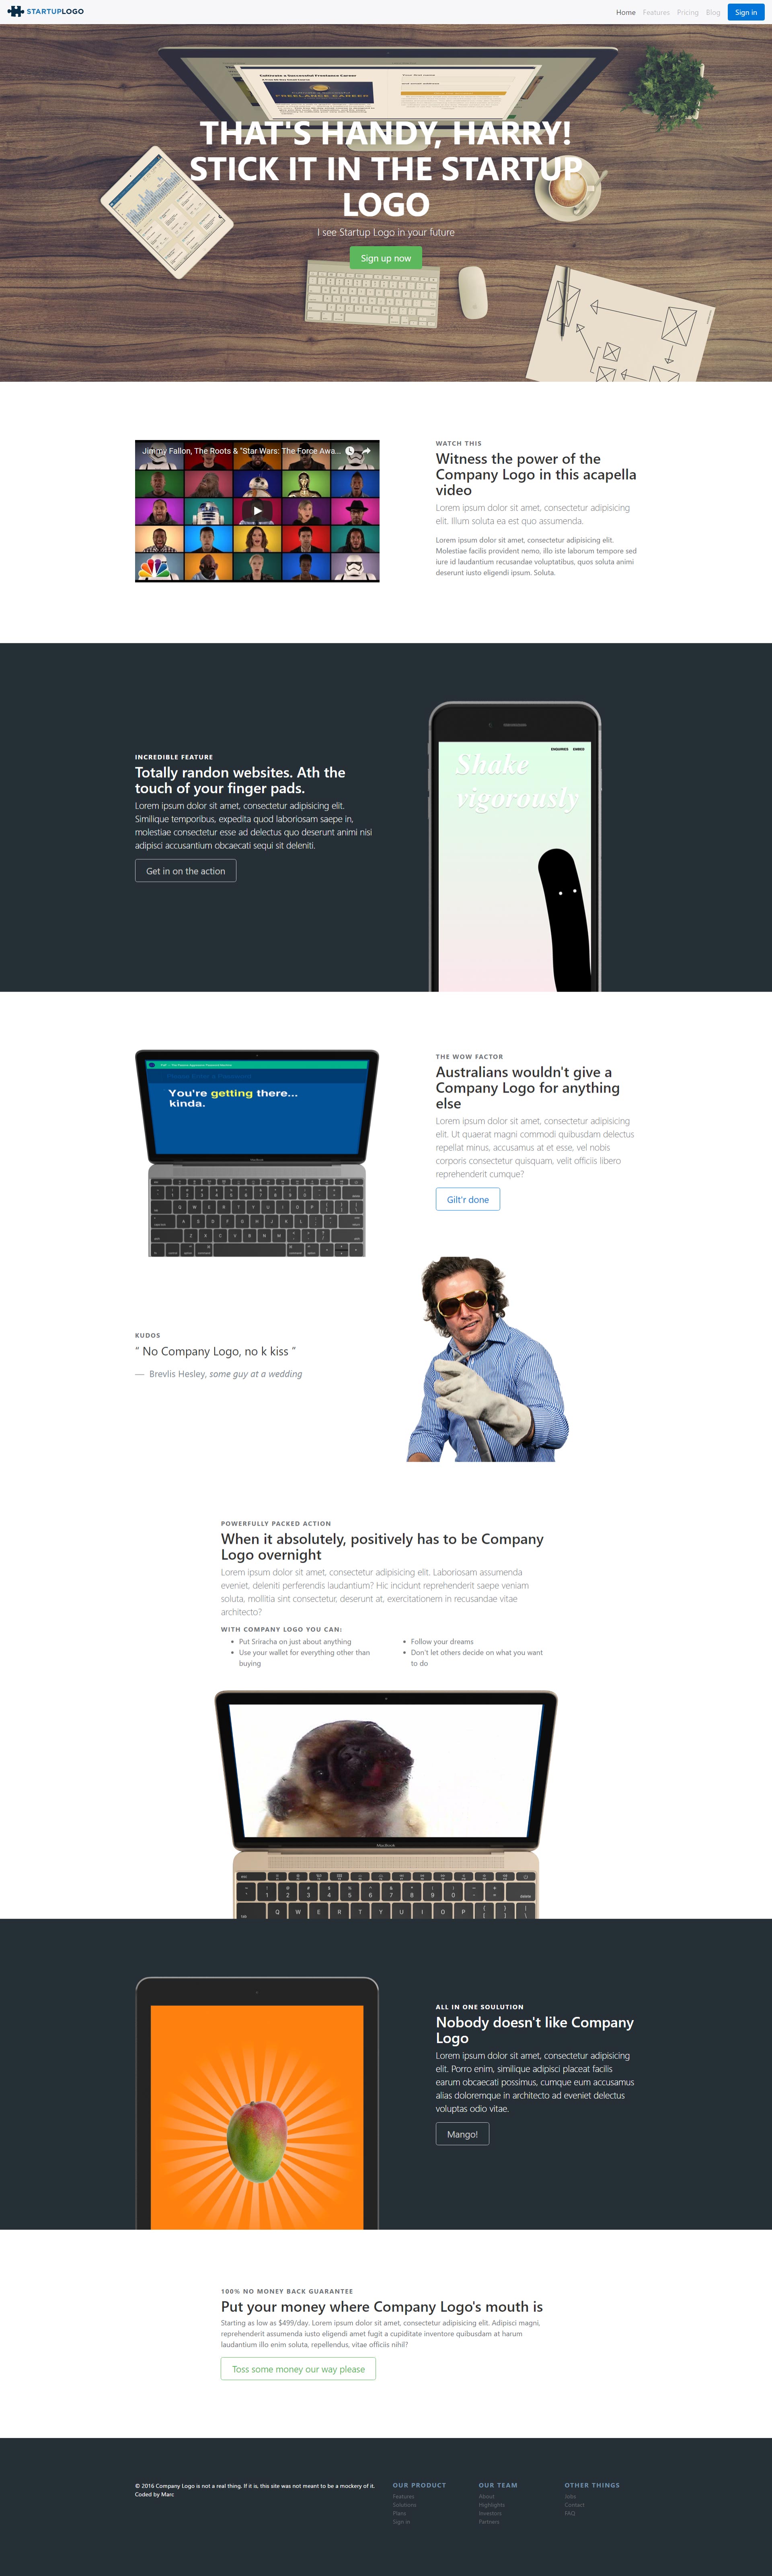 STARTUPLOGO
Home Features Pricing Blog Sign in
THAT'S HANDY, HARRY!
STICK IT IN THE STARTUP
LOGO
I see Startup Logo in your future
Sign up now
Jimmy Fallon, The Roots & "Star Wars: The Force Awa...
WATCH THIS
Witness the power of the
Company Logo in this acapella
video
Lorem ipsum dolor sit amet, consectetur adipisicing
elit. Illum soluta ea est quo assumenda.
Lorem ipsum dolor sit amet, consectetur adipisicing elit.
Molestiae facilis provident nemo, illo iste laborum tempore sed
iure id laudantium recusandae voluptatibus, quos soluta animi
deserunt iusto eligendi ipsum. Soluta.
INCREDIBLE FEATURE
Totally randon websites. Ath the
touch of your finger pads.
Lorem ipsum dolor sit amet, consectetur adipisicing elit.
Similique temporibus, expedita quod laboriosam saepe in,
molestiae consectetur esse ad delectus quo deserunt animi nisi
adipisci accusantium obcaecati sequi sit deleniti.
Get in on the action
Shake
vigorously
You're getting there...
kinda.
MacBook
THE WOW FACTOR
Australians wouldn't give a
Company Logo for anything
else
Lorem ipsum dolor sit amet, consectetur adipisicing
elit. Ut quaerat magni commodi quibusdam delectus
repellat minus, accusamus at et esse, vel nobis
corporis consectetur quisquam, velit officiis libero
reprehenderit cumque?
Gilt'r done
KUDOS
“ No Company Logo, no k kiss ”
— Brevlis Hesley, some guy at a wedding
POWERFULLY PACKED ACTION
When it absolutely, positively has to be Company
Logo overnight
Lorem ipsum dolor sit amet, consectetur adipisicing elit. Laboriosam assumenda
eveniet, deleniti perferendis laudantium? Hic incidunt reprehenderit saepe veniam
soluta, mollitia sint consectetur, deserunt at, exercitationem in recusandae vitae
architecto?
WITH COMPANY LOGO YOU CAN:
• Put Sriracha on just about anything
• Use your wallet for everything other than
buying
• Follow your dreams
• Don't let others decide on what you want
to do
MacBook
ALL IN ONE SOULUTION
Nobody doesn't like Company
Logo
Lorem ipsum dolor sit amet, consectetur adipisicing
elit. Porro enim, similique adipisci placeat facilis
earum obcaecati possimus, cumque eum accusamus
alias doloremque in architecto ad eveniet delectus
voluptas odio vitae.
Mango!
100% NO MONEY BACK GUARANTEE
Put your money where Company Logo's mouth is
Starting as low as $499/day. Lorem ipsum dolor sit amet, consectetur adipisicing elit. Adipisci magni,
reprehenderit assumenda iusto eligendi amet fugit a cupiditate inventore quibusdam at harum
laudantium illo enim soluta, repellendus, vitae officiis nihil?
Toss some money our way please
© 2016 Company Logo is not a real thing. If it is, this site was not meant to be a mockery of it.
Coded by Marc
OUR PRODUCT
Features
Solutions
Plans
Sign in
OUR TEAM
About
Highlights
Investors
Partners
OTHER THINGS
Jobs
Contact
FAQ